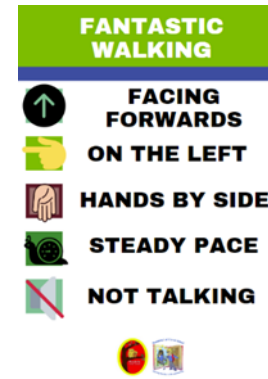 FANTASTIC
WALKING
FACING
FORWARDS
ON THE LEFT
HANDS BY SIDE
STEADY PACE
NOT TALKING